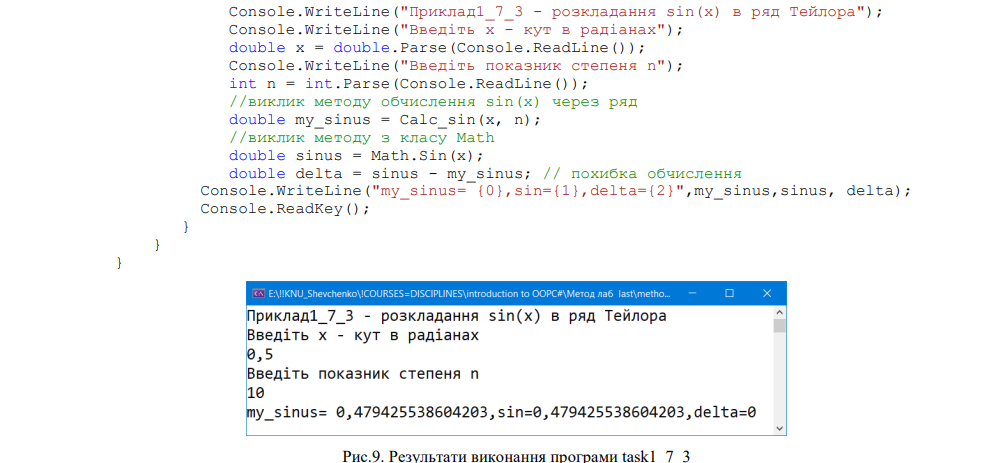 Console.WriteLine("Приклад1_7_3 - розкладання sin(x) в ряд Тейлора");
Console.WriteLine("Введіть x - кут в радіанах");
double x = double.Parse(Console.ReadLine());
Console.WriteLine("Введіть показник степеня n");
int n = int.Parse(Console.ReadLine());
//виклик методу обчислення sin(x) через ряд
double my_sinus = Calc_sin(x, n);
//виклик методу з класу Math
double sinus = Math.Sin(x);
double delta = sinus - my_sinus; // похибка обчислення
Console.WriteLine("my_sinus= {0},sin={1},delta={2}",my_sinus,sinus, delta);
Console.ReadKey();
}
}
}
E:\!!KNU_Shevchenko\!COURSES=DISCIPLINES\introduction to OOPC#\Метод лаб last\metho...
Приклад1_7_3 - розкладання sin(x) в ряд Тейлора
Введіть x - кут в радіанах
0,5
Введіть показник степеня n
10
my_sinus= 0,479425538604203,sin=0,479425538604203,delta=0
Рис.9. Результати виконання програми task1_7_3